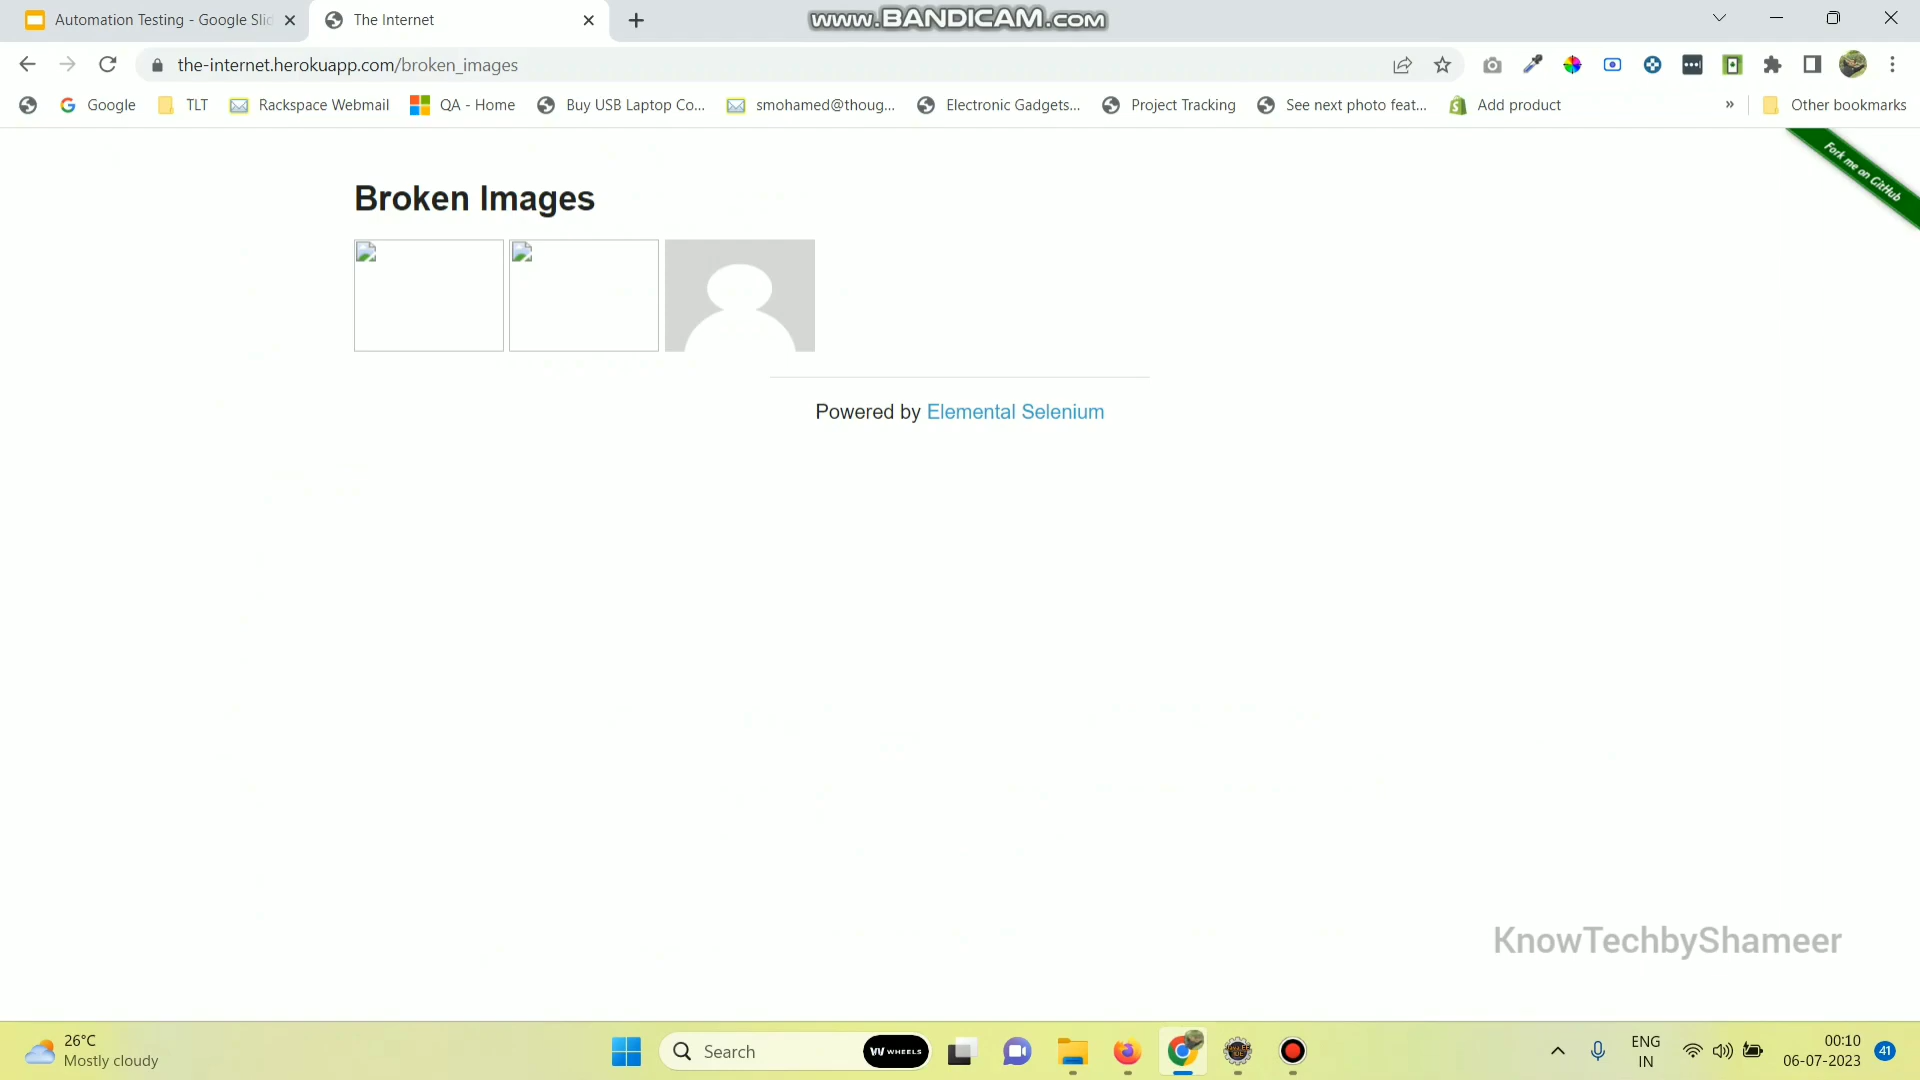 Automation Testing - Google Slid
The Internet
www.BANDICAM.com
the-internet.herokuapp.com/broken_images
Google
TLT
Rackspace Webmail
QA - Home
Buy USB Laptop Co...
smohamed@thoug...
Electronic Gadgets...
Project Tracking
See next photo feat...
Add product
»
Other bookmarks
Fork me on GitHub
Broken Images
Powered by Elemental Selenium
KnowTechbyShameer
26°C
Mostly cloudy
Search
WHEELS
ENG
IN
00:10
06-07-2023
41